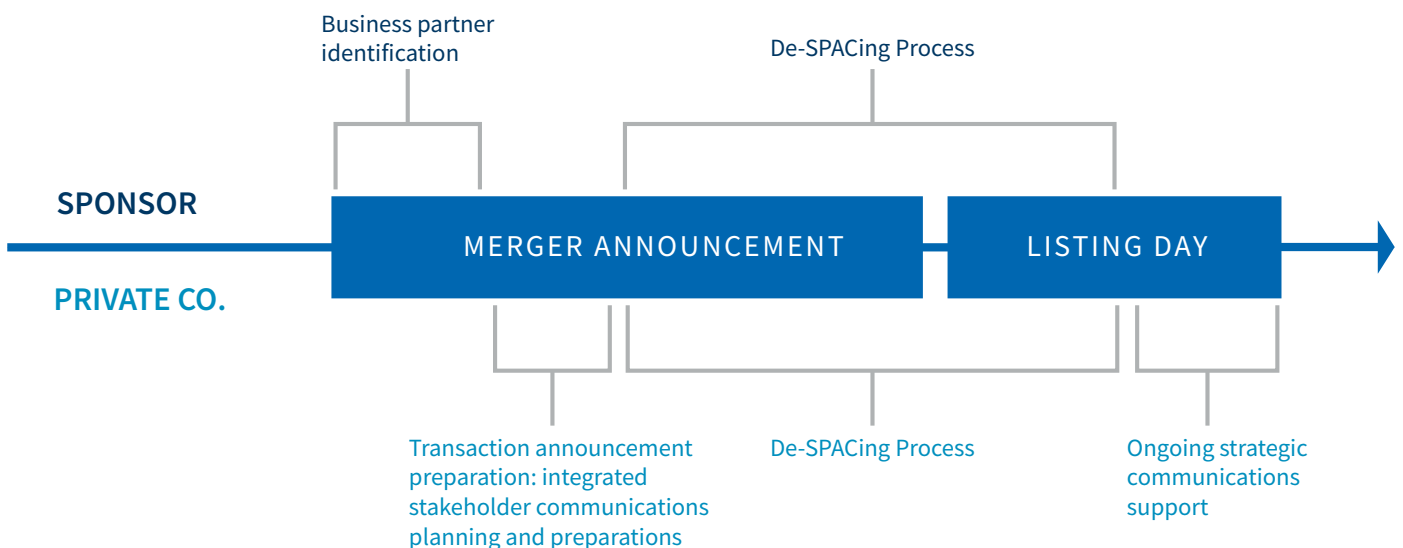 Business partner
identification
De-SPACing Process
SPONSOR
MERGER ANNOUNCEMENT
LISTING DAY
PRIVATE CO.
Transaction announcement
preparation: integrated
stakeholder communications
planning and preparations
De-SPACing Process
Ongoing strategic
communications
support